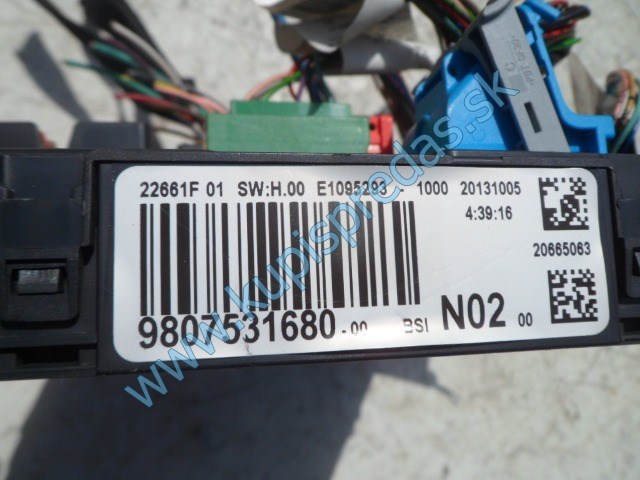 22661F 01 SW:H.00 E1095293 - 1000 20131005
4:39:16
20665063
9807531680-00 BSI N02 00
www.kupispredas.sk